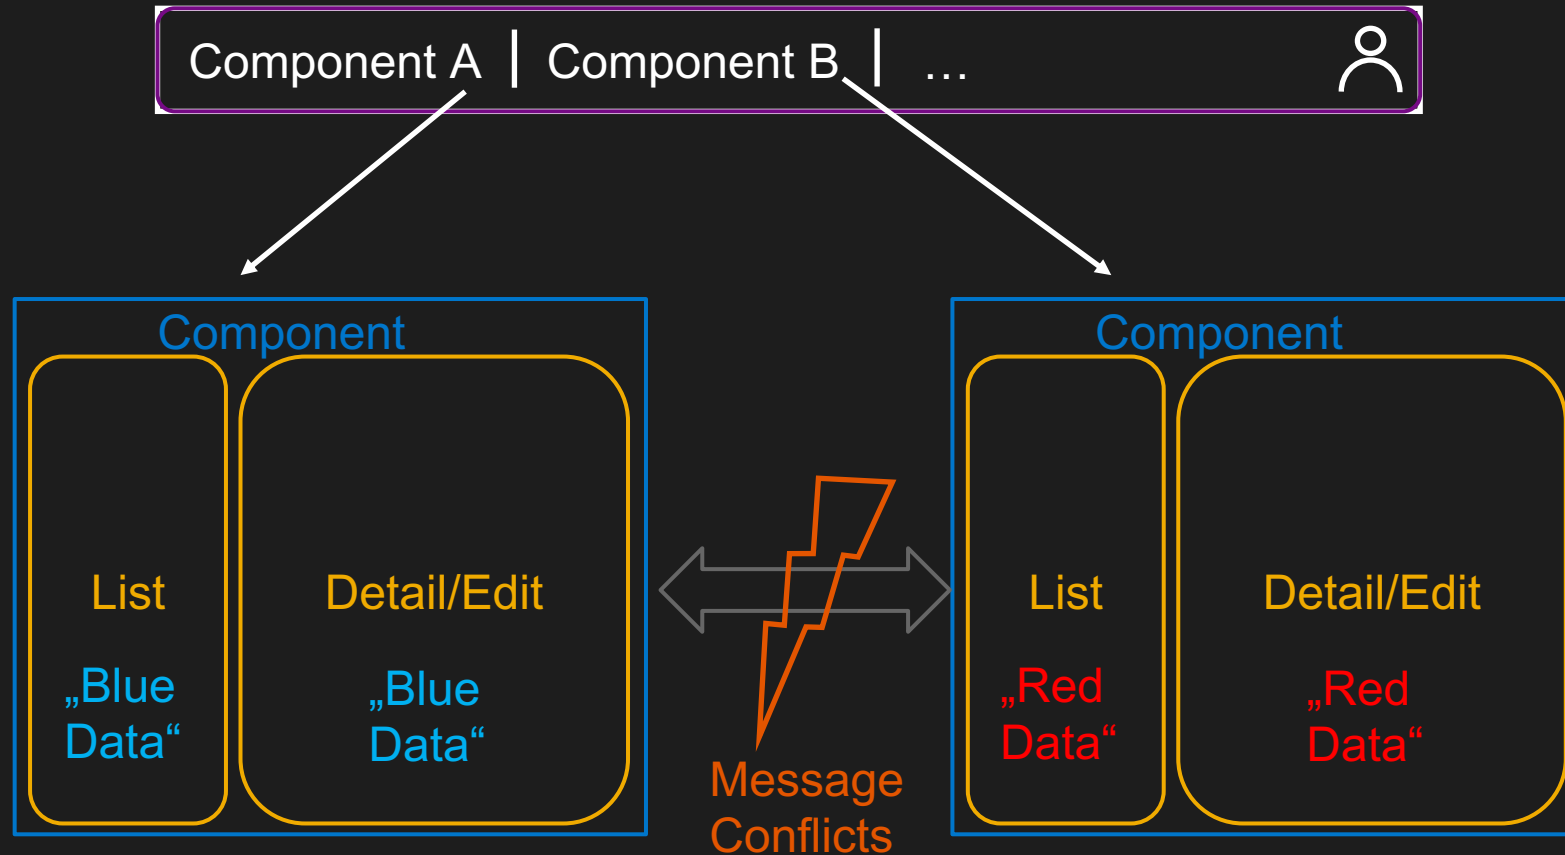 Component A | Component B | …
Component
List
Detail/Edit
„Blue
Data“
„Blue
Data“
Message
Conflicts
Component
List
Detail/Edit
„Red
Data“
„Red
Data“